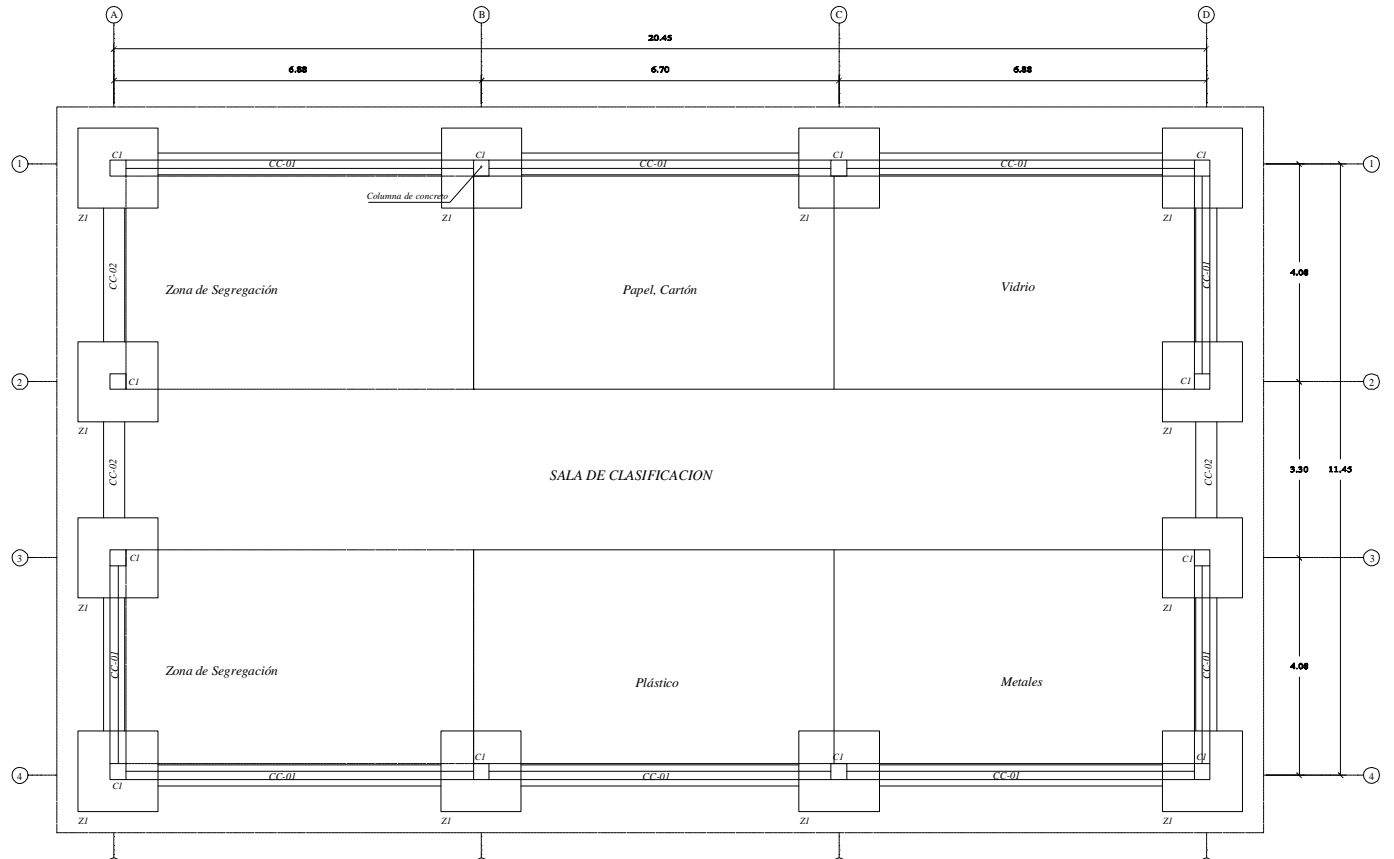 A B C D
20.45
6.88 6.70 6.88
C1 C1 C1 C1
1 CC-01 CC-01 CC-01 1
Columna de concreto
Z1 Z1 Z1 Z1
CC-02 CC-01 4.08
Zona de Segregación Papel, Cartón Vidrio
2 C1 C1 2
Z1 Z1
CC-02 SALA DE CLASIFICACION CC-02 3.30 11.45
3 C1 C1 3
Z1 Z1
CC-01 CC-01 4.08
Zona de Segregación Plástico Metales
C1 C1 C1
4 CC-01 CC-01 CC-01 4
C1
Z1 Z1 Z1 Z1